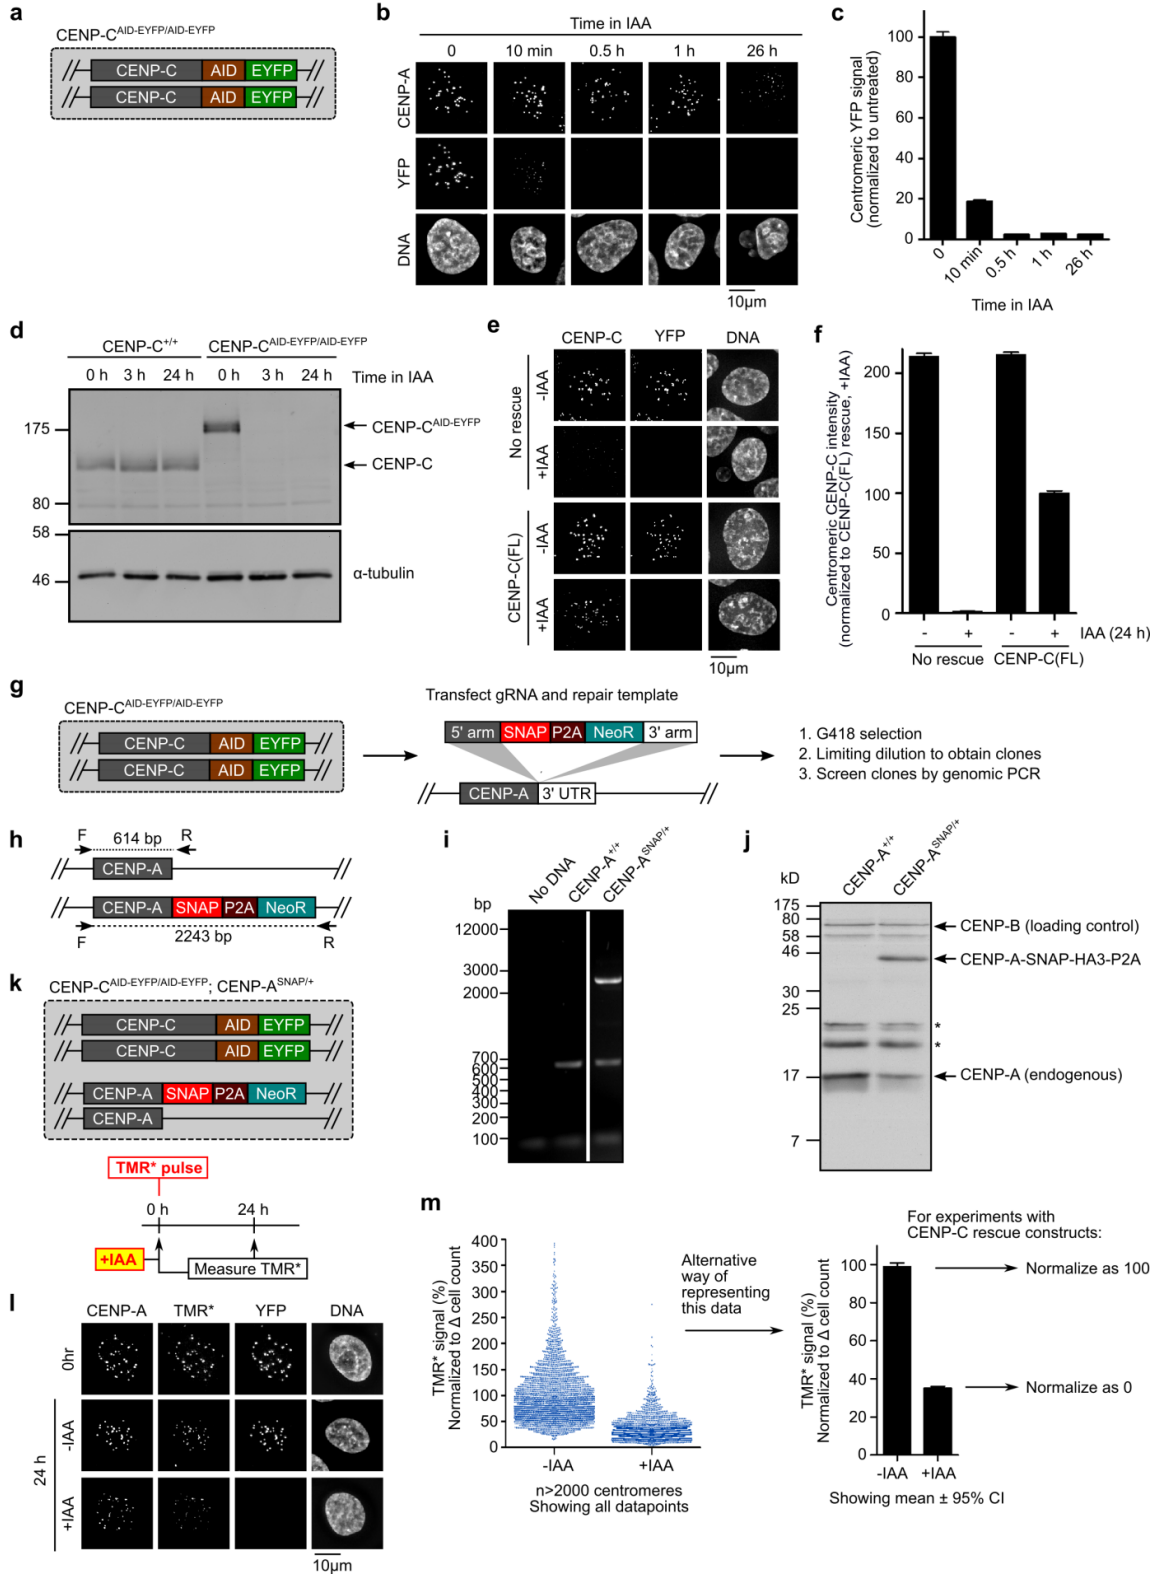 a
CENP-C^AID-EYFP/AID-EYFP
CENP-C AID EYFP
CENP-C AID EYFP
b
Time in IAA
0 10 min 0.5 h 1 h 26 h
CENP-A
YFP
DNA
10μm
c
Centromeric YFP signal
(normalized to untreated)
100
80
60
40
20
0
0 10 min 0.5 h 1 h 26 h
Time in IAA
d
CENP-C^+/+ CENP-C^AID-EYFP/AID-EYFP
0 h 3 h 24 h 0 h 3 h 24 h Time in IAA
175
80
58
46
CENP-C^AID-EYFP
CENP-C
α-tubulin
e
CENP-C YFP DNA
No rescue
-IAA
+IAA
CENP-C(FL)
-IAA
+IAA
10μm
f
Centromeric CENP-C intensity
(normalized to CENP-C(FL) rescue, +IAA)
200
150
100
50
0
- + - + IAA (24 h)
No rescue CENP-C(FL)
g
CENP-C^AID-EYFP/AID-EYFP
CENP-C AID EYFP
CENP-C AID EYFP
Transfect gRNA and repair template
5' arm SNAP P2A NeoR 3' arm
CENP-A 3' UTR
1. G418 selection
2. Limiting dilution to obtain clones
3. Screen clones by genomic PCR
h
F 614 bp R
CENP-A
CENP-A SNAP P2A NeoR
F 2243 bp R
i
No DNA CENP-A^+/+ CENP-A^SNAP/+
bp
12000
3000
2000
700
600
500
400
300
200
100
j
CENP-A^+/+ CENP-A^SNAP/+
kD
175
80
58
46
30
25
17
7
CENP-B (loading control)
CENP-A-SNAP-HA3-P2A
*
*
CENP-A (endogenous)
k
CENP-C^AID-EYFP/AID-EYFP; CENP-A^SNAP/+
CENP-C AID EYFP
CENP-C AID EYFP
CENP-A SNAP P2A NeoR
CENP-A
TMR* pulse
0 h 24 h
+IAA
Measure TMR*
l
CENP-A TMR* YFP DNA
0hr
24 h
-IAA
+IAA
10μm
m
TMR* signal (%)
Normalized to Δ cell count
400
350
300
250
200
150
100
50
0
-IAA +IAA
n>2000 centromeres
Showing all datapoints
Alternative
way of
representing
this data
For experiments with
CENP-C rescue constructs:
TMR* signal (%)
Normalized to Δ cell count
100
80
60
40
20
0
Normalize as 100
Normalize as 0
-IAA +IAA
Showing mean ± 95% CI